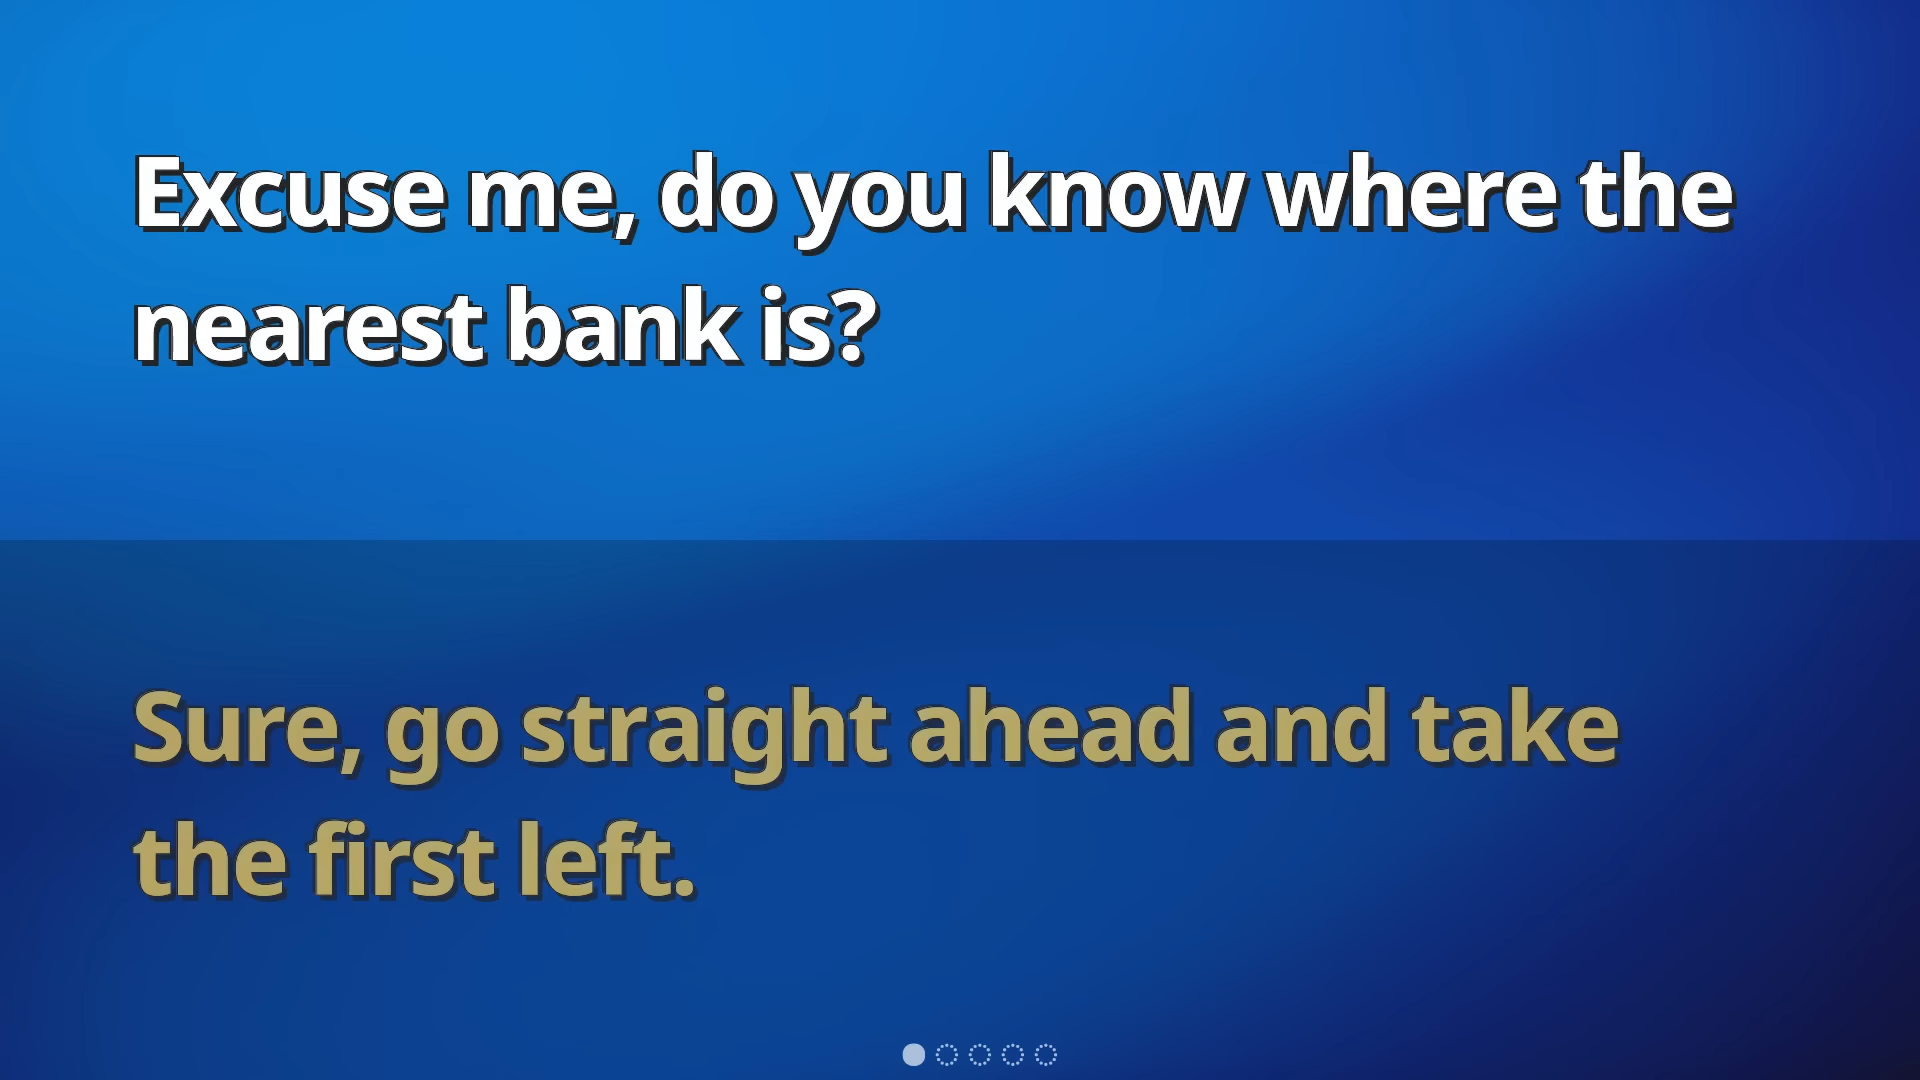 Excuse me, do you know where the
nearest bank is?
Sure, go straight ahead and take
the first left.